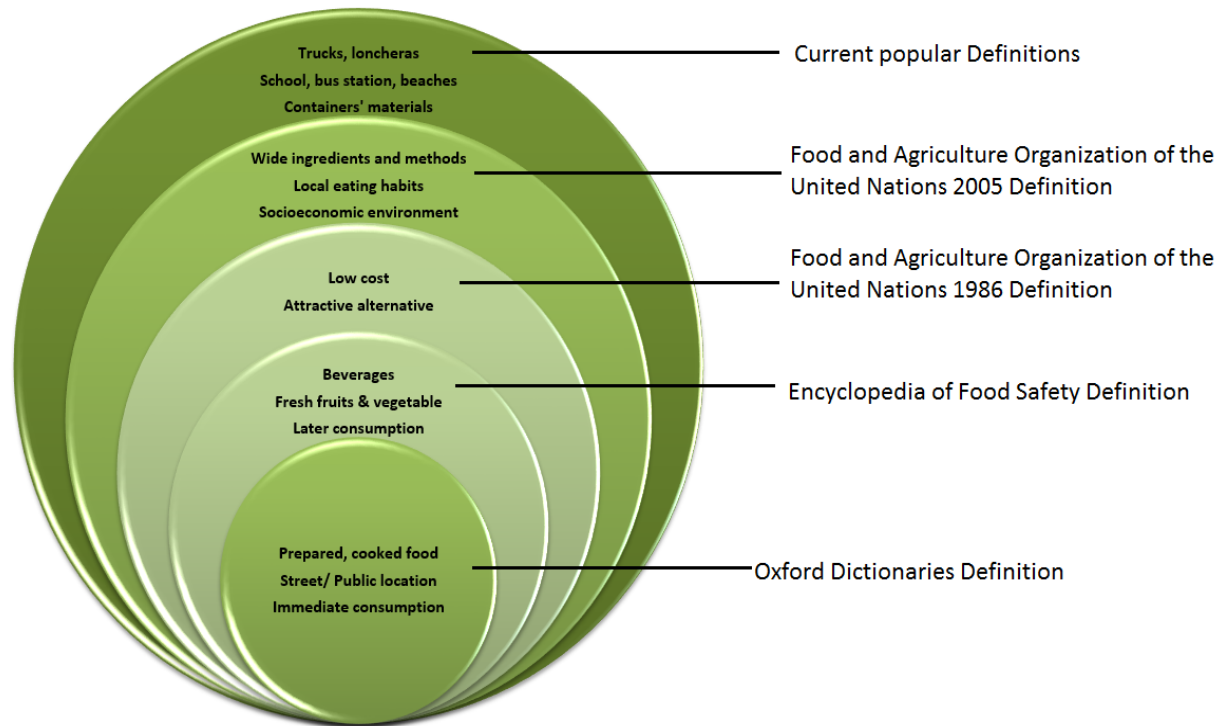 Trucks, loncheras
School, bus station, beaches
Containers' materials
Current popular Definitions
Wide ingredients and methods
Local eating habits
Socioeconomic environment
Food and Agriculture Organization of the
United Nations 2005 Definition
Low cost
Attractive alternative
Food and Agriculture Organization of the
United Nations 1986 Definition
Beverages
Fresh fruits & vegetable
Later consumption
Encyclopedia of Food Safety Definition
Prepared, cooked food
Street/ Public location
Immediate consumption
Oxford Dictionaries Definition